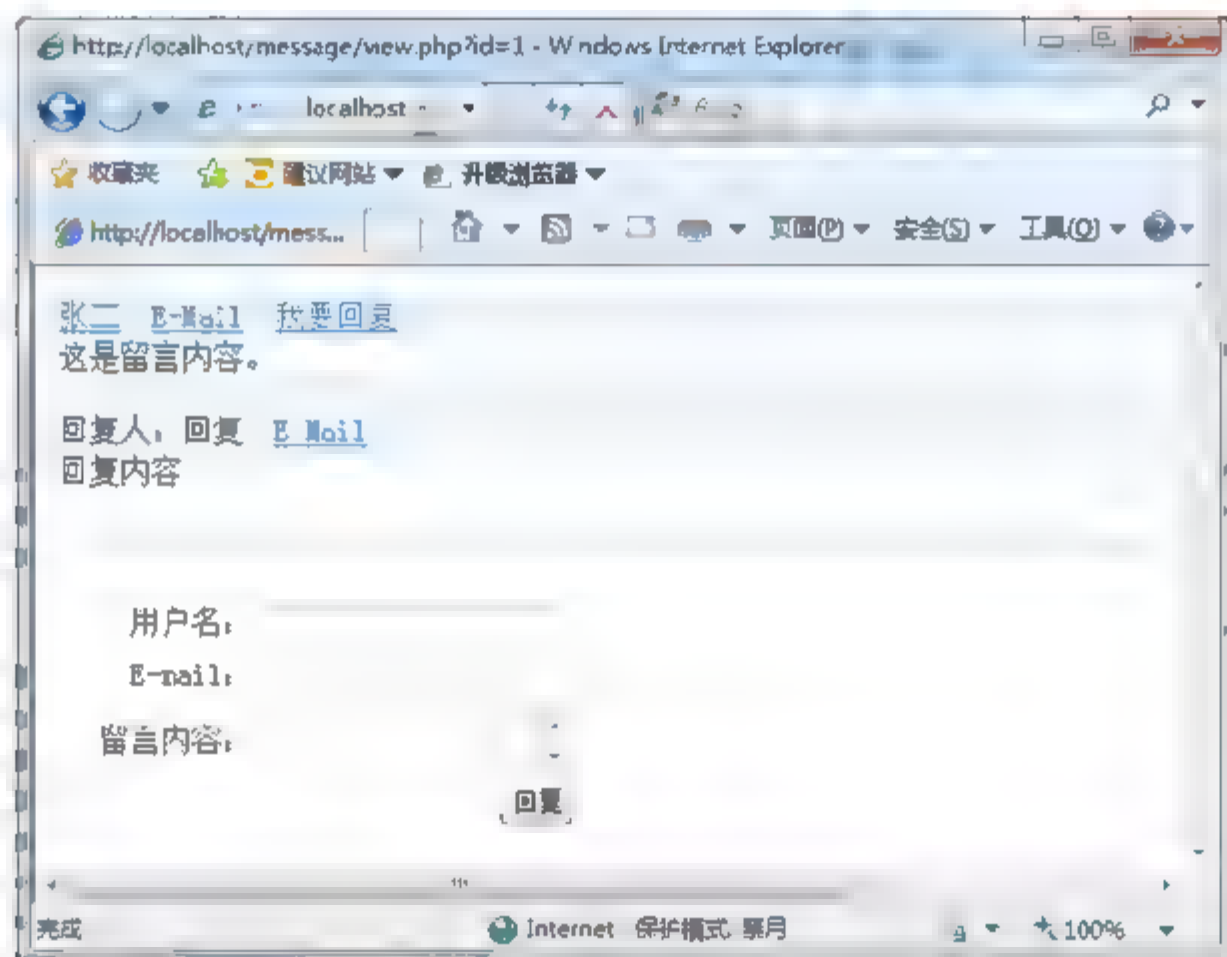 http://localhost/message/view.php?id=1 - Windows Internet Explorer
localhost
收藏夹 建议网站 升级浏览器
http://localhost/mess... 页面(P) 安全(S) 工具(O)
张三 E-Mail 我要回复
这是留言内容。
回复人：回复 E-Mail
回复内容
用户名：
E-mail：
留言内容：
回复
完成 Internet 保护模式: 禁用 100%